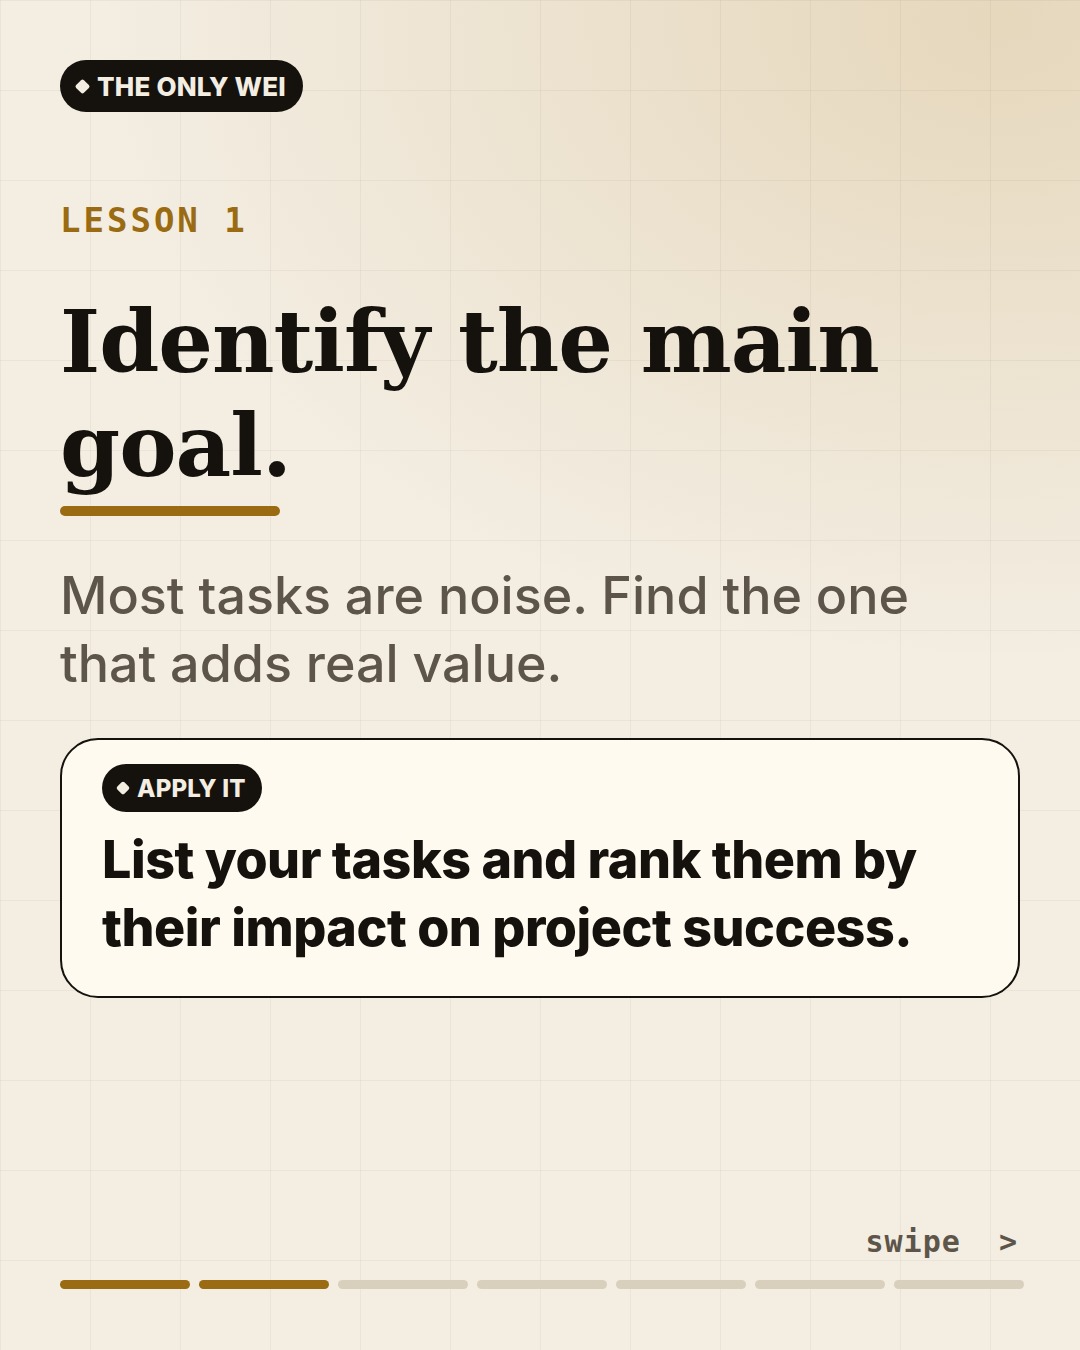 THE ONLY WEI
LESSON 1
Identify the main
goal.
Most tasks are noise. Find the one
that adds real value.
APPLY IT
List your tasks and rank them by
their impact on project success.
swipe >